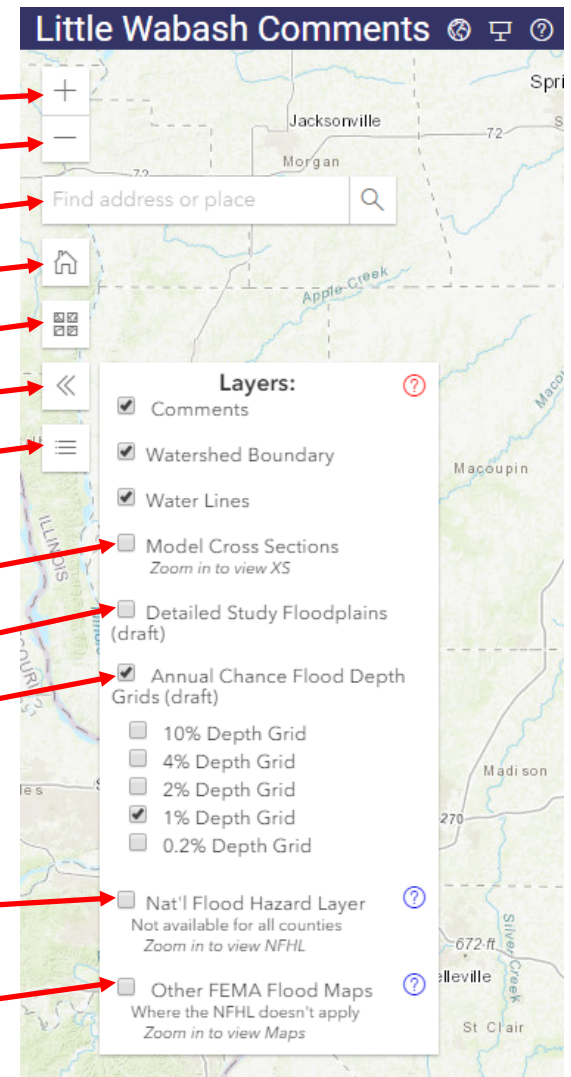 Little Wabash Comments
Spri
Jacksonville
72
Morgan
72
Find address or place
Apple Creek
Layers:
Comments
Watershed Boundary
Macoupin
Water Lines
ILLINOIS
Model Cross Sections
Zoom in to view XS
Detailed Study Floodplains
(draft)
Annual Chance Flood Depth
Grids (draft)
10% Depth Grid
4% Depth Grid
Madison
les
2% Depth Grid
1% Depth Grid
270
0.2% Depth Grid
Nat'l Flood Hazard Layer
Not available for all counties
Zoom in to view NFHL
672 ft
Silver Creek
Other FEMA Flood Maps
elleville
Where the NFHL doesn't apply
Zoom in to view Maps
St Clair